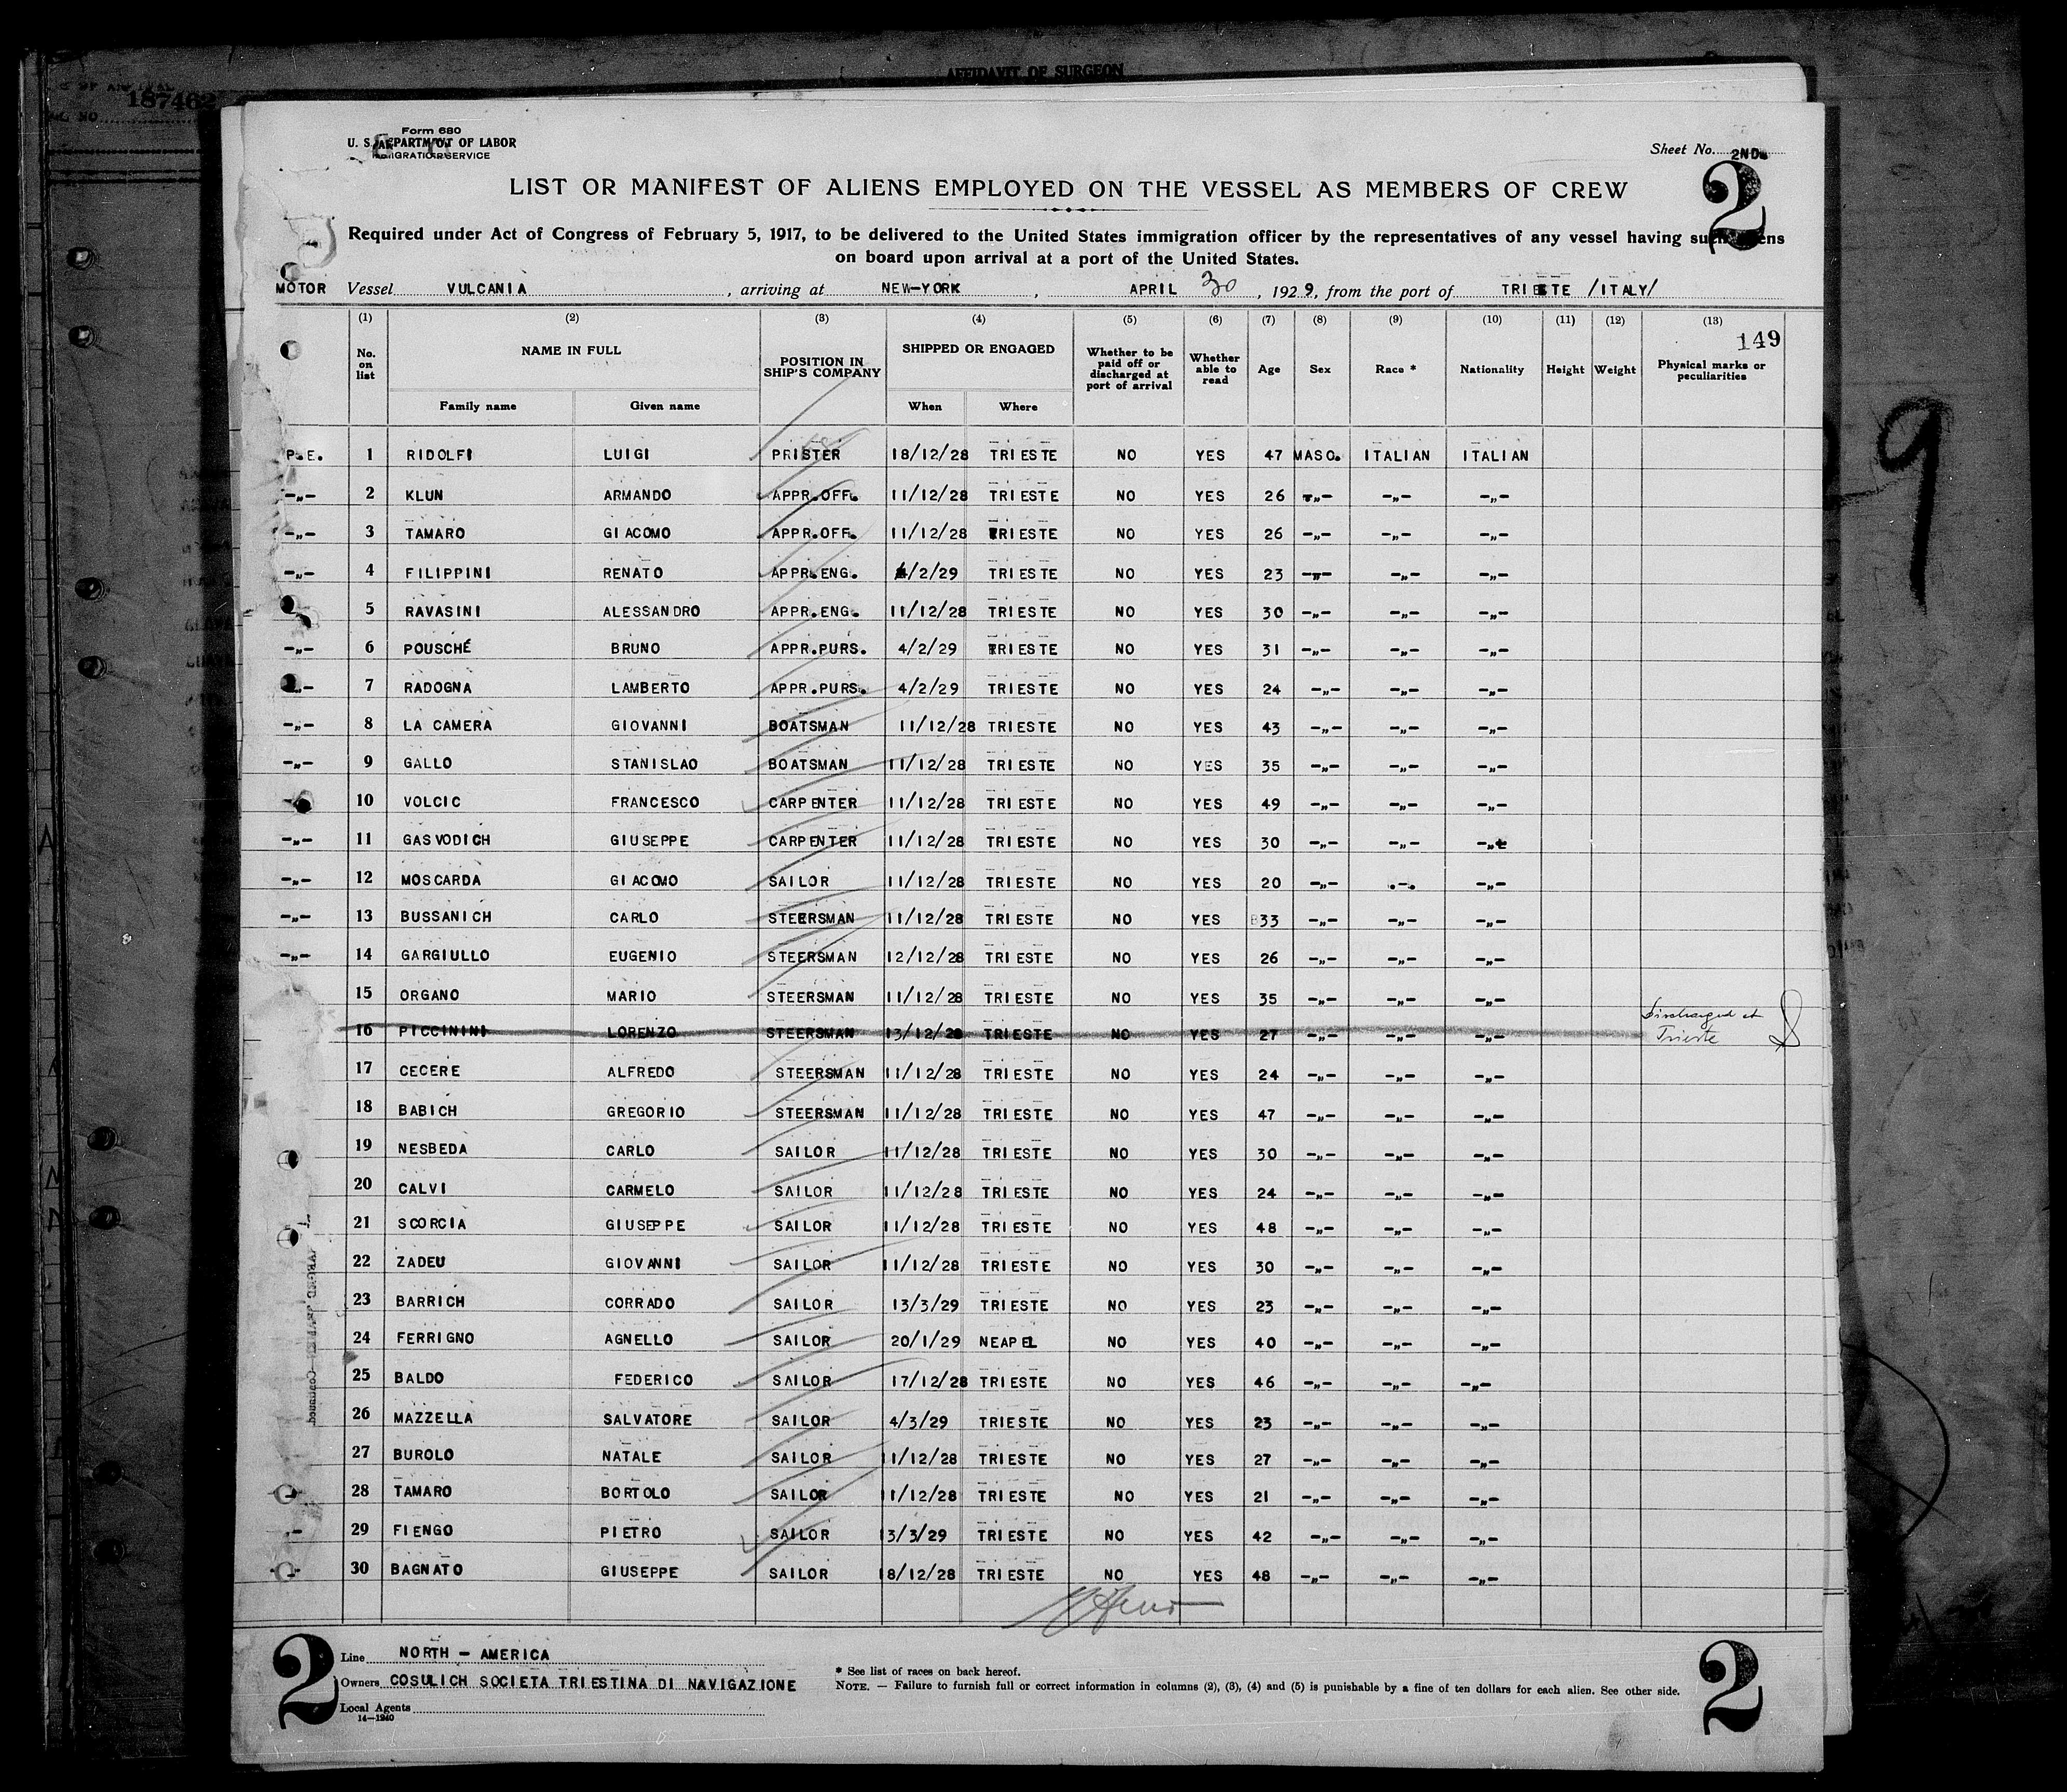 AFFIDAVIT OF SURGEON
187462
Form 680
U. S. DEPARTMENT OF LABOR
IMMIGRATION SERVICE
Sheet No. 2ND.
2
LIST OR MANIFEST OF ALIENS EMPLOYED ON THE VESSEL AS MEMBERS OF CREW
Required under Act of Congress of February 5, 1917, to be delivered to the United States immigration officer by the representatives of any vessel having such aliens
on board upon arrival at a port of the United States.
MOTOR Vessel VULCANIA, arriving at NEW-YORK, APRIL 30, 1929, from the port of TRIESTE /ITALY/
(1) (2) (3) (4) (5) (6) (7) (8) (9) (10) (11) (12) (13)
149
No. on list NAME IN FULL POSITION IN SHIP'S COMPANY SHIPPED OR ENGAGED Whether to be paid off or discharged at port of arrival Whether able to read Age Sex Race * Nationality Height Weight Physical marks or peculiarities
Family name Given name When Where
P.E. 1 RIDOLFI LUIGI PRISTER 18/12/28 TRIESTE NO YES 47 MASO. ITALIAN ITALIAN
-„- 2 KLUN ARMANDO APPR.OFF. 11/12/28 TRIESTE NO YES 26 -„- -„- -„-
-„- 3 TAMARO GIACOMO APPR.OFF. 11/12/28 TRIESTE NO YES 26 -„- -„- -„-
-„- 4 FILIPPINI RENATO APPR.ENG. 4/2/29 TRIESTE NO YES 23 -„- -„- -„-
5 RAVASINI ALESSANDRO APPR.ENG. 11/12/28 TRIESTE NO YES 30 -„- -„- -„-
-„- 6 POUSCHÉ BRUNO APPR.PURS. 4/2/29 TRIESTE NO YES 31 -„- -„- -„-
7 RADOGNA LAMBERTO APPR.PURS. 4/2/29 TRIESTE NO YES 24 -„- -„- -„-
-„- 8 LA CAMERA GIOVANNI BOATSMAN 11/12/28 TRIESTE NO YES 43 -„- -„- -„-
-„- 9 GALLO STANISLAO BOATSMAN 11/12/28 TRIESTE NO YES 35 -„- -„- -„-
10 VOLCIC FRANCESCO CARPENTER 11/12/28 TRIESTE NO YES 49 -„- -„- -„-
-„- 11 GASVODICH GIUSEPPE CARPENTER 11/12/28 TRIESTE NO YES 30 -„- -„- -„-
-„- 12 MOSCARDA GIACOMO SAILOR 11/12/28 TRIESTE NO YES 20 -„- .-. -„-
-„- 13 BUSSANICH CARLO STEERSMAN 11/12/28 TRIESTE NO YES 33 -„- -„- -„-
-„- 14 GARGIULLO EUGENIO STEERSMAN 12/12/28 TRIESTE NO YES 26 -„- -„- -„-
15 ORGANO MARIO STEERSMAN 11/12/28 TRIESTE NO YES 35 -„- -„- -„-
16 PICCININI LORENZO STEERSMAN 13/12/28 TRIESTE NO YES 27 -„- -„- -„- Discharged at Trieste
17 CECERE ALFREDO STEERSMAN 11/12/28 TRIESTE NO YES 24 -„- -„- -„-
18 BABICH GREGORIO STEERSMAN 11/12/28 TRIESTE NO YES 47 -„- -„- -„-
19 NESBEDA CARLO SAILOR 11/12/28 TRIESTE NO YES 30 -„- -„- -„-
20 CALVI CARMELO SAILOR 11/12/28 TRIESTE NO YES 24 -„- -„- -„-
21 SCORCIA GIUSEPPE SAILOR 11/12/28 TRIESTE NO YES 48 -„- -„- -„-
22 ZADEU GIOVANNI SAILOR 11/12/28 TRIESTE NO YES 30 -„- -„- -„-
23 BARRICH CORRADO SAILOR 13/3/29 TRIESTE NO YES 23 -„- -„- -„-
24 FERRIGNO AGNELLO SAILOR 20/1/29 NEAPEL NO YES 40 -„- -„- -„-
25 BALDO FEDERICO SAILOR 17/12/28 TRIESTE NO YES 46 -„- -„- -„-
26 MAZZELLA SALVATORE SAILOR 4/3/29 TRIESTE NO YES 23 -„- -„- -„-
27 BUROLO NATALE SAILOR 11/12/28 TRIESTE NO YES 27 -„- -„- -„-
28 TAMARO BORTOLO SAILOR 11/12/28 TRIESTE NO YES 21 -„- -„- -„-
29 FIENGO PIETRO SAILOR 3/3/29 TRIESTE NO YES 42 -„- -„- -„-
30 BAGNATO GIUSEPPE SAILOR 18/12/28 TRIESTE NO YES 48 -„- -„- -„-
2
Line NORTH - AMERICA
Owners COSULICH SOCIETA TRIESTINA DI NAVIGAZIONE
Local Agents
14-1240
* See list of races on back hereof.
NOTE. — Failure to furnish full or correct information in columns (2), (3), (4) and (5) is punishable by a fine of ten dollars for each alien. See other side.
2
9